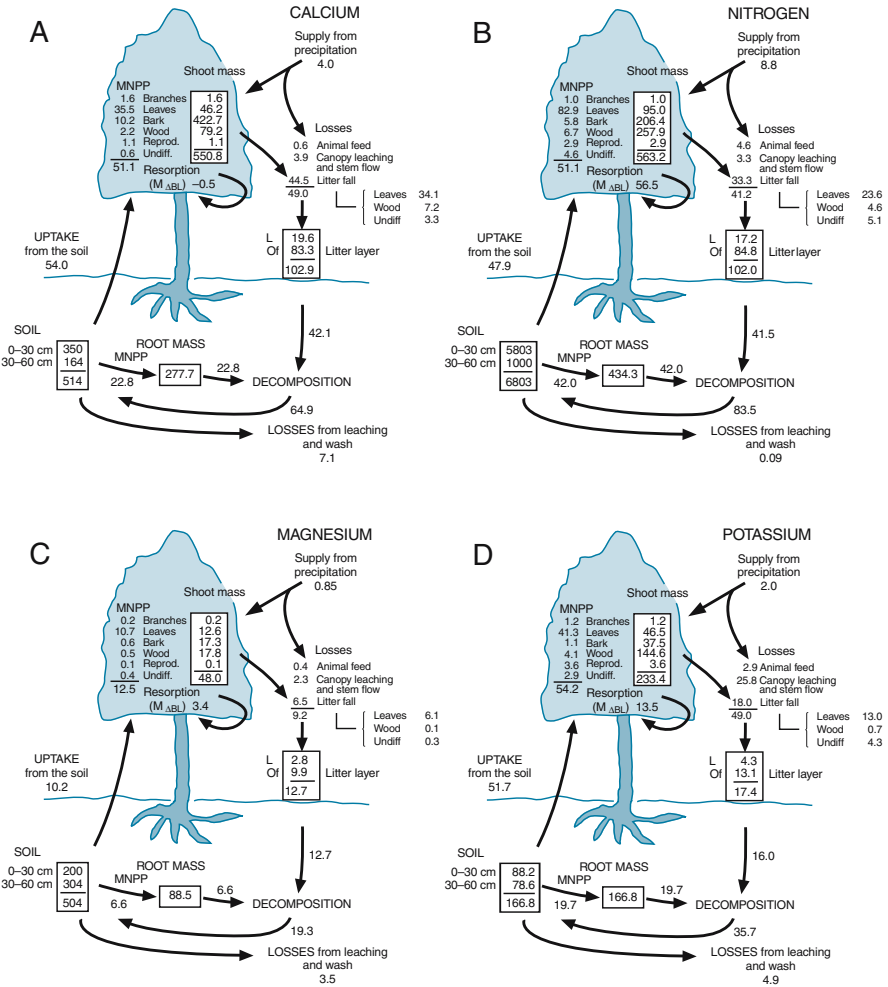 A
CALCIUM
Supply from
precipitation
4.0
Shoot mass
MNPP
1.6 Branches 1.6
35.5 Leaves 46.2
10.2 Bark 422.7
2.2 Wood 79.2
1.1 Reprod. 1.1
0.6 Undiff. 550.8
51.1
Resorption
(M ΔBL) –0.5
Losses
0.6 Animal feed
3.9 Canopy leaching
and stem flow
44.5 Litter fall
49.0
Leaves 34.1
Wood 7.2
Undiff 3.3
L 19.6
Of 83.3
102.9
Litter layer
UPTAKE
from the soil
54.0
SOIL
0–30 cm 350
30–60 cm 164
514
MNPP
22.8
ROOT MASS
277.7
22.8
42.1
DECOMPOSITION
64.9
LOSSES from leaching
and wash
7.1
B
NITROGEN
Supply from
precipitation
8.8
Shoot mass
MNPP
1.0 Branches 1.0
82.9 Leaves 95.0
5.8 Bark 206.4
6.7 Wood 257.9
2.9 Reprod. 2.9
4.6 Undiff. 563.2
51.1
Resorption
(M ΔBL) 56.5
Losses
4.6 Animal feed
3.3 Canopy leaching
and stem flow
33.3 Litter fall
41.2
Leaves 23.6
Wood 4.6
Undiff 5.1
L 17.2
Of 84.8
102.0
Litter layer
UPTAKE
from the soil
47.9
SOIL
0–30 cm 5803
30–60 cm 1000
6803
MNPP
42.0
ROOT MASS
434.3
42.0
41.5
DECOMPOSITION
83.5
LOSSES from leaching
and wash
0.09
C
MAGNESIUM
Supply from
precipitation
0.85
Shoot mass
MNPP
0.2 Branches 0.2
10.7 Leaves 12.6
0.6 Bark 17.3
0.5 Wood 17.8
0.1 Reprod. 0.1
0.4 Undiff. 48.0
12.5
Resorption
(M ΔBL) 3.4
Losses
0.4 Animal feed
2.3 Canopy leaching
and stem flow
6.5 Litter fall
9.2
Leaves 6.1
Wood 0.1
Undiff 0.3
L 2.8
Of 9.9
12.7
Litter layer
UPTAKE
from the soil
10.2
SOIL
0–30 cm 200
30–60 cm 304
504
MNPP
6.6
ROOT MASS
88.5
6.6
12.7
DECOMPOSITION
19.3
LOSSES from leaching
and wash
3.5
D
POTASSIUM
Supply from
precipitation
2.0
Shoot mass
MNPP
1.2 Branches 1.2
41.3 Leaves 46.5
1.1 Bark 37.5
4.1 Wood 144.6
3.6 Reprod. 3.6
2.9 Undiff. 233.4
54.2
Resorption
(M ΔBL) 13.5
Losses
2.9 Animal feed
25.8 Canopy leaching
and stem flow
18.0 Litter fall
49.0
Leaves 13.0
Wood 0.7
Undiff 4.3
L 4.3
Of 13.1
17.4
Litter layer
UPTAKE
from the soil
51.7
SOIL
0–30 cm 88.2
30–60 cm 78.6
166.8
MNPP
19.7
ROOT MASS
166.8
19.7
16.0
DECOMPOSITION
35.7
LOSSES from leaching
and wash
4.9